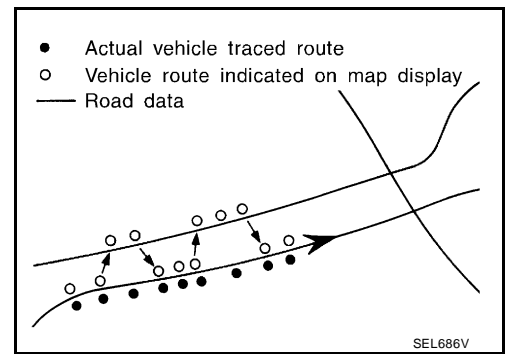 Actual vehicle traced route
Vehicle route indicated on map display
Road data
SEL686V